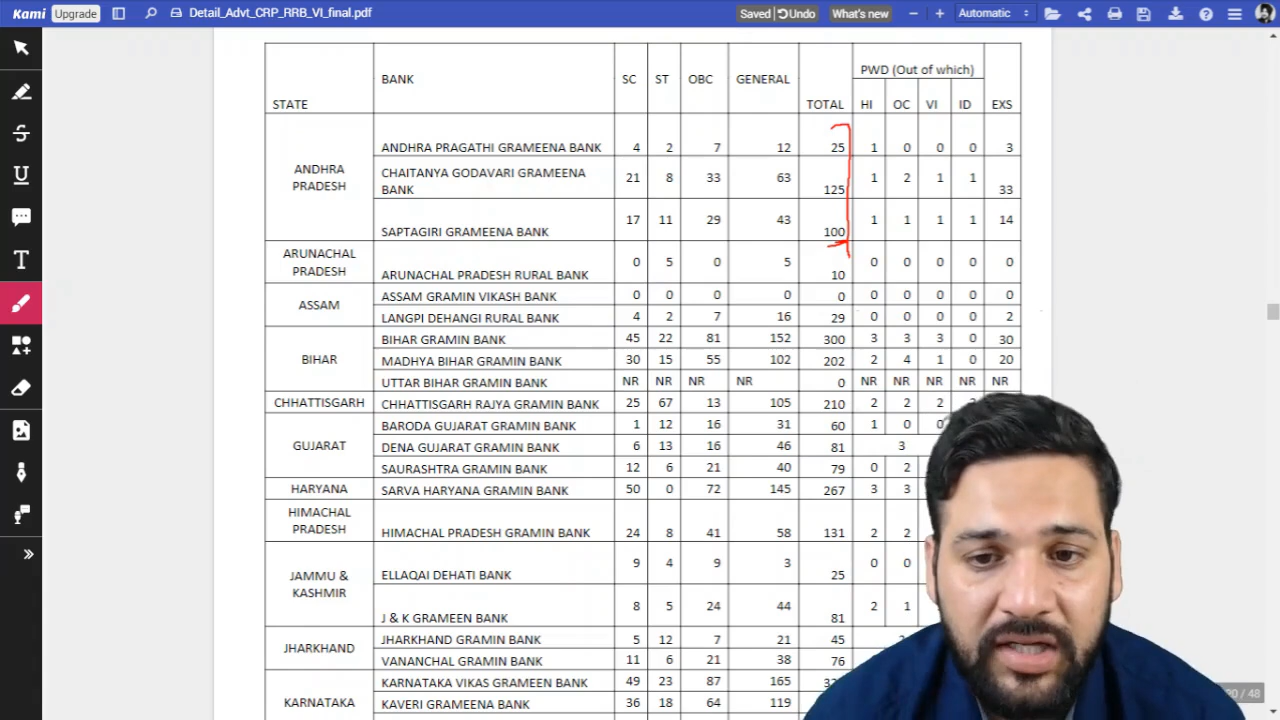 Kami Upgrade Detail_Advt_CRP_RRB_VI_final.pdf Saved Undo What's new Automatic
STATE BANK SC ST OBC GENERAL TOTAL PWD (Out of which) HI OC VI ID EXS
ANDHRA PRADESH ANDHRA PRAGATHI GRAMEENA BANK 4 2 7 12 25 1 0 0 0 3
CHAITANYA GODAVARI GRAMEENA BANK 21 8 33 63 125 1 2 1 1 33
SAPTAGIRI GRAMEENA BANK 17 11 29 43 100 1 1 1 1 14
ARUNACHAL PRADESH ARUNACHAL PRADESH RURAL BANK 0 5 0 5 10 0 0 0 0 0
ASSAM ASSAM GRAMIN VIKASH BANK 0 0 0 0 0 0 0 0 0 0
LANGPI DEHANGI RURAL BANK 4 2 7 16 29 0 0 0 0 2
BIHAR BIHAR GRAMIN BANK 45 22 81 152 300 3 3 3 0 30
MADHYA BIHAR GRAMIN BANK 30 15 55 102 202 2 4 1 0 20
UTTAR BIHAR GRAMIN BANK NR NR NR NR 0 NR NR NR NR NR
CHHATTISGARH CHHATTISGARH RAJYA GRAMIN BANK 25 67 13 105 210 2 2 2
GUJARAT BARODA GUJARAT GRAMIN BANK 1 12 16 31 60 1 0 0
DENA GUJARAT GRAMIN BANK 6 13 16 46 81 3
SAURASHTRA GRAMIN BANK 12 6 21 40 79 0 2
HARYANA SARVA HARYANA GRAMIN BANK 50 0 72 145 267 3 3
HIMACHAL PRADESH HIMACHAL PRADESH GRAMIN BANK 24 8 41 58 131 2 2
JAMMU & KASHMIR ELLAQAI DEHATI BANK 9 4 9 3 25 0 0
J & K GRAMEEN BANK 8 5 24 44 81 2 1
JHARKHAND JHARKHAND GRAMIN BANK 5 12 7 21 45
VANANCHAL GRAMIN BANK 11 6 21 38 76
KARNATAKA KARNATAKA VIKAS GRAMEEN BANK 49 23 87 165
KAVERI GRAMEENA BANK 36 18 64 119
/ 48